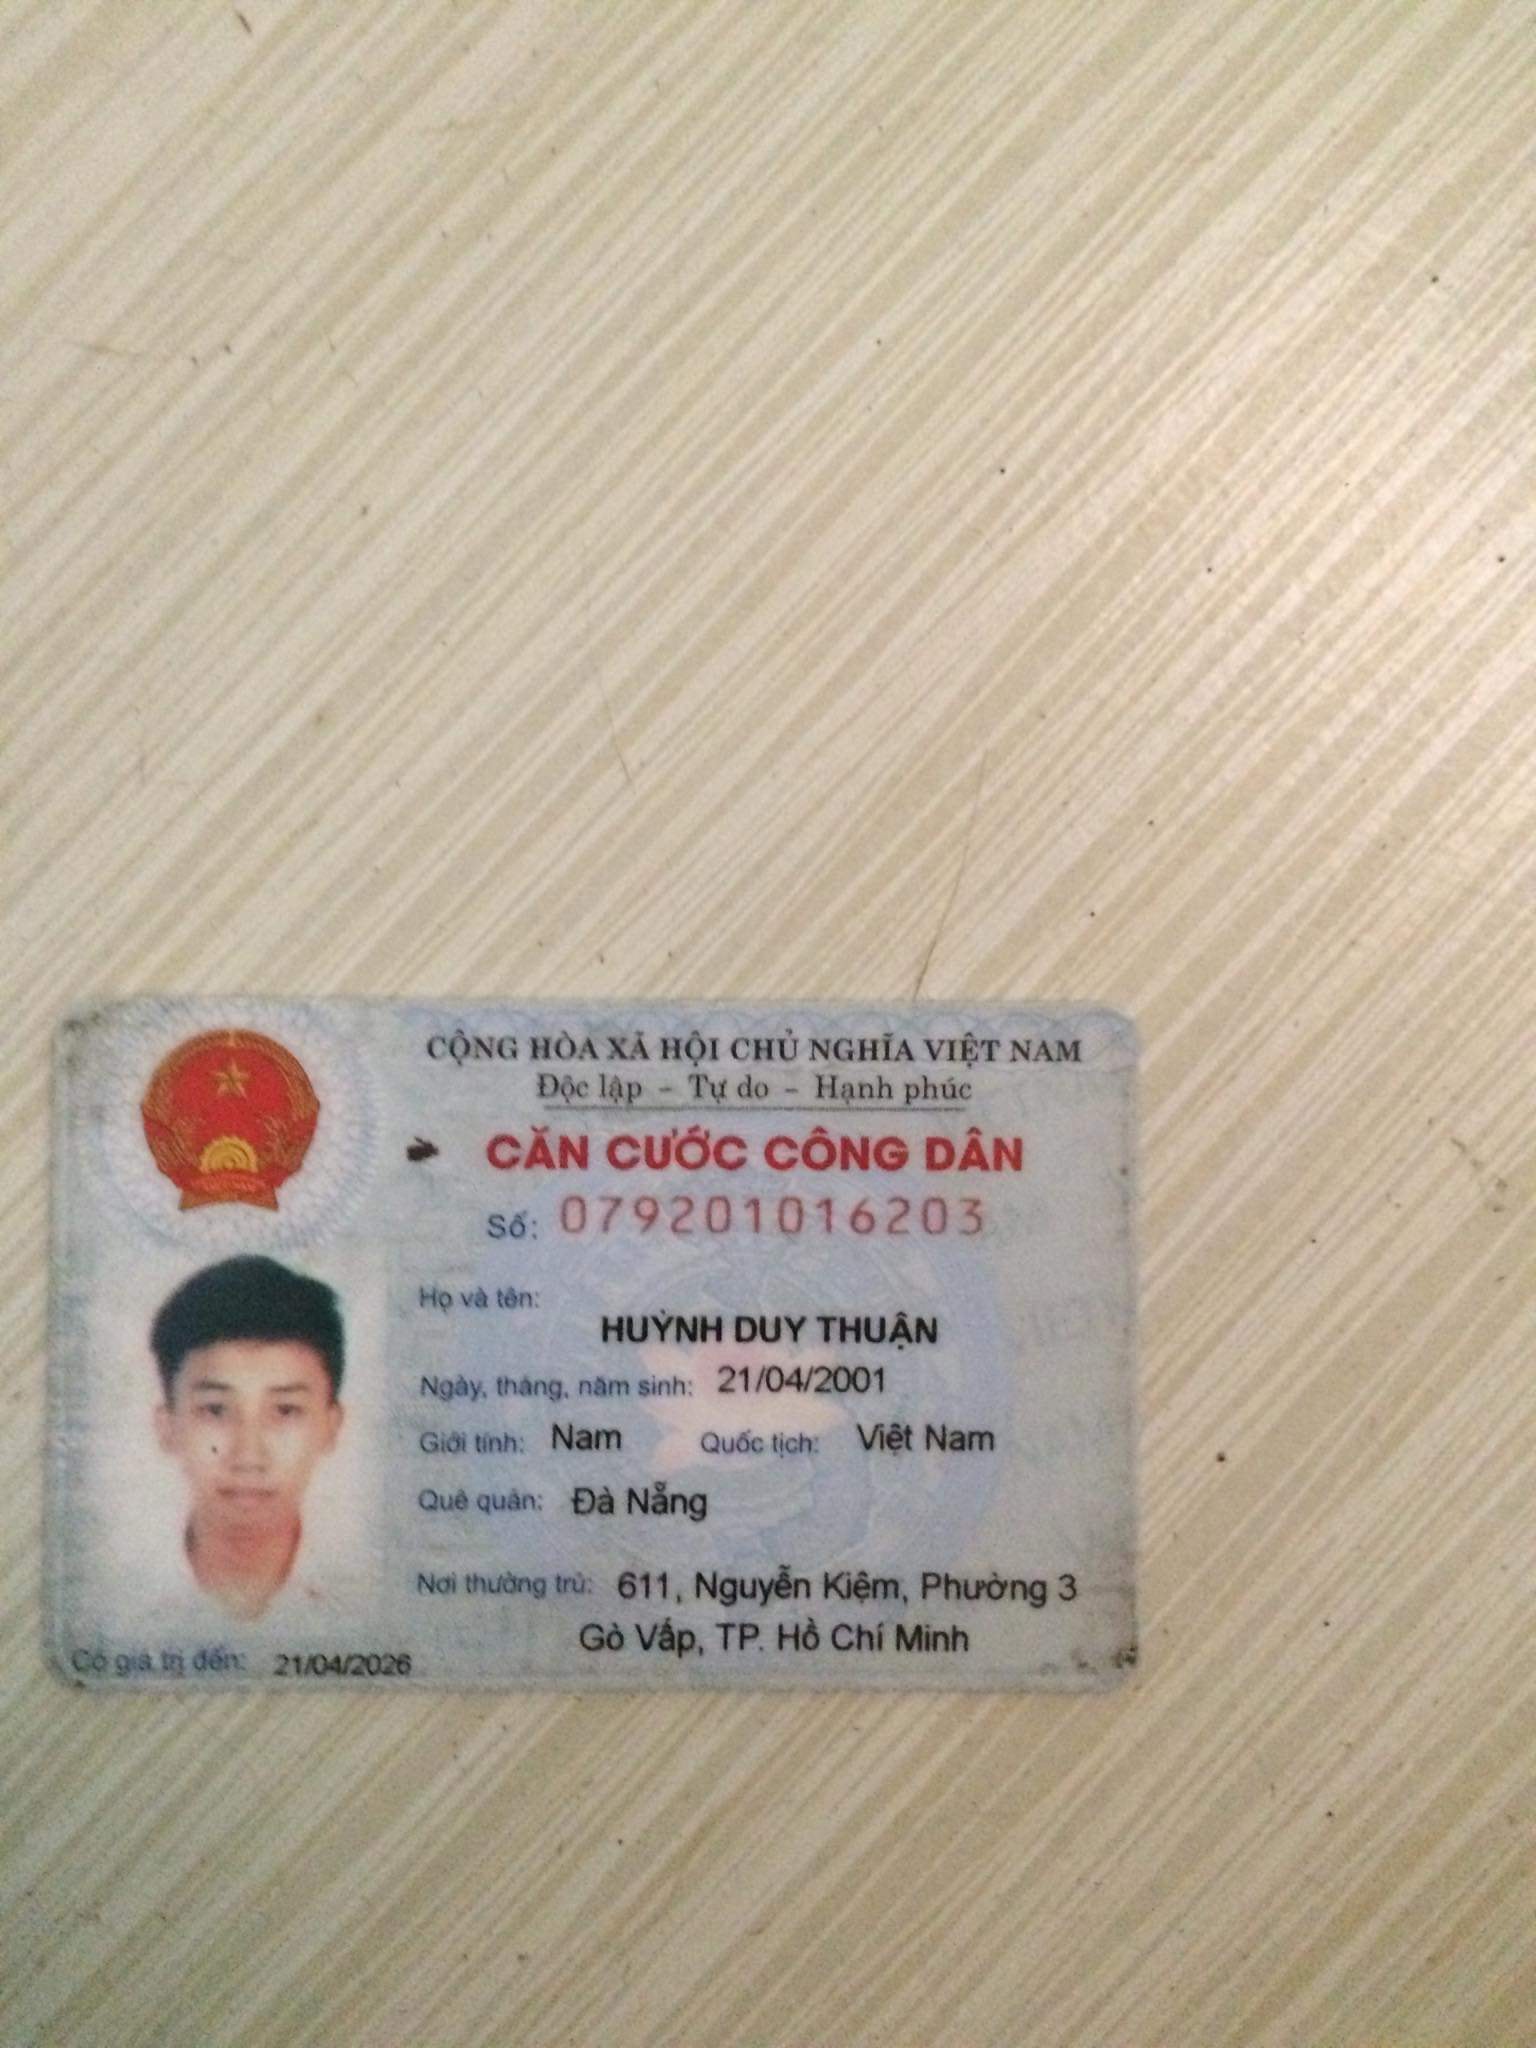 CỘNG HÒA XÃ HỘI CHỦ NGHĨA VIỆT NAM
Độc lập – Tự do – Hạnh phúc
CĂN CƯỚC CÔNG DÂN
Số: 079201016203
Họ và tên:
HUỲNH DUY THUẬN
Ngày, tháng, năm sinh: 21/04/2001
Giới tính: Nam Quốc tịch: Việt Nam
Quê quán: Đà Nẵng
Nơi thường trú: 611, Nguyễn Kiệm, Phường 3
Gò Vấp, TP. Hồ Chí Minh
Có giá trị đến: 21/04/2026